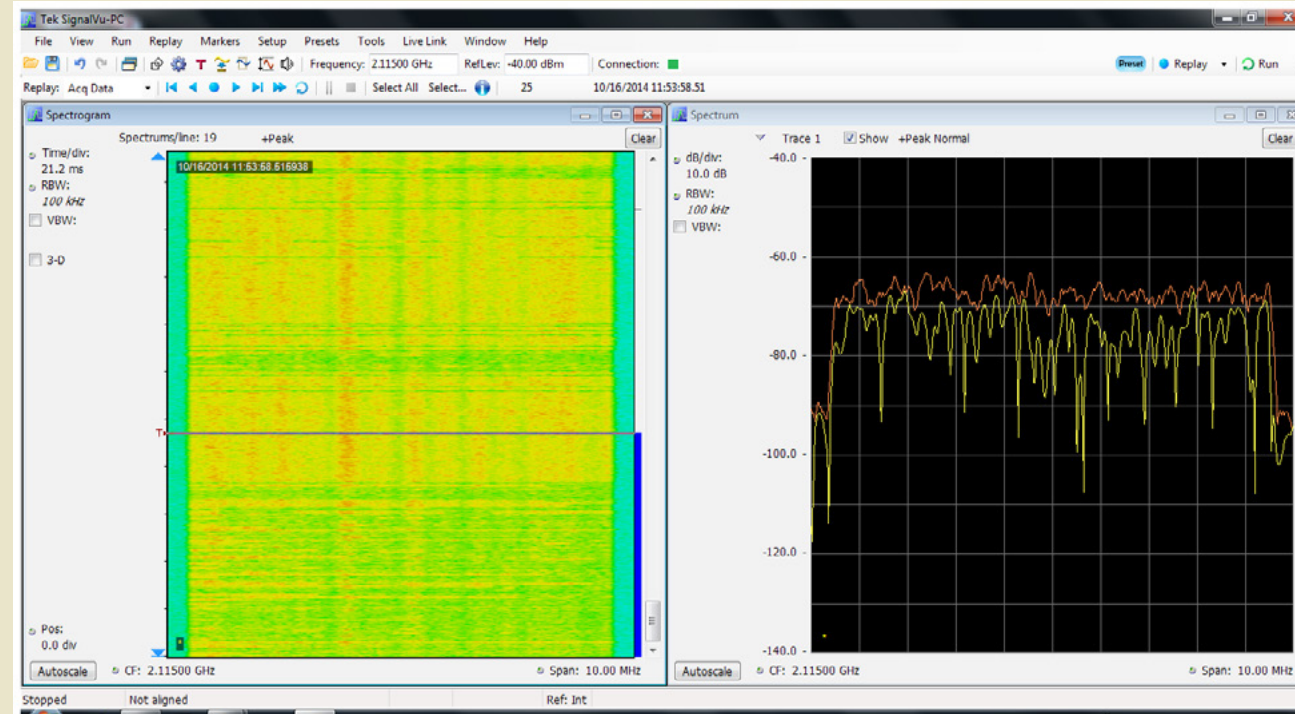 Tek SignalVu-PC
File View Run Replay Markers Setup Presets Tools Live Link Window Help
T Frequency: 2.11500 GHz RefLev: -40.00 dBm Connection: Preset Replay Run
Replay: Acq Data Select All Select... 25 10/16/2014 11:53:58.51
Spectrogram
Spectrums/line: 19 +Peak Clear
Time/div:
21.2 ms
RBW:
100 kHz
VBW:
3-D
10/16/2014 11:53:58.516938
T
Pos:
0.0 div
Autoscale CF: 2.11500 GHz Span: 10.00 MHz
Spectrum
Trace 1 Show +Peak Normal Clear
dB/div:
10.0 dB
RBW:
100 kHz
VBW:
-40.0
-60.0
-80.0
-100.0
-120.0
-140.0
Autoscale CF: 2.11500 GHz Span: 10.00 MHz
Stopped Not aligned Ref: Int